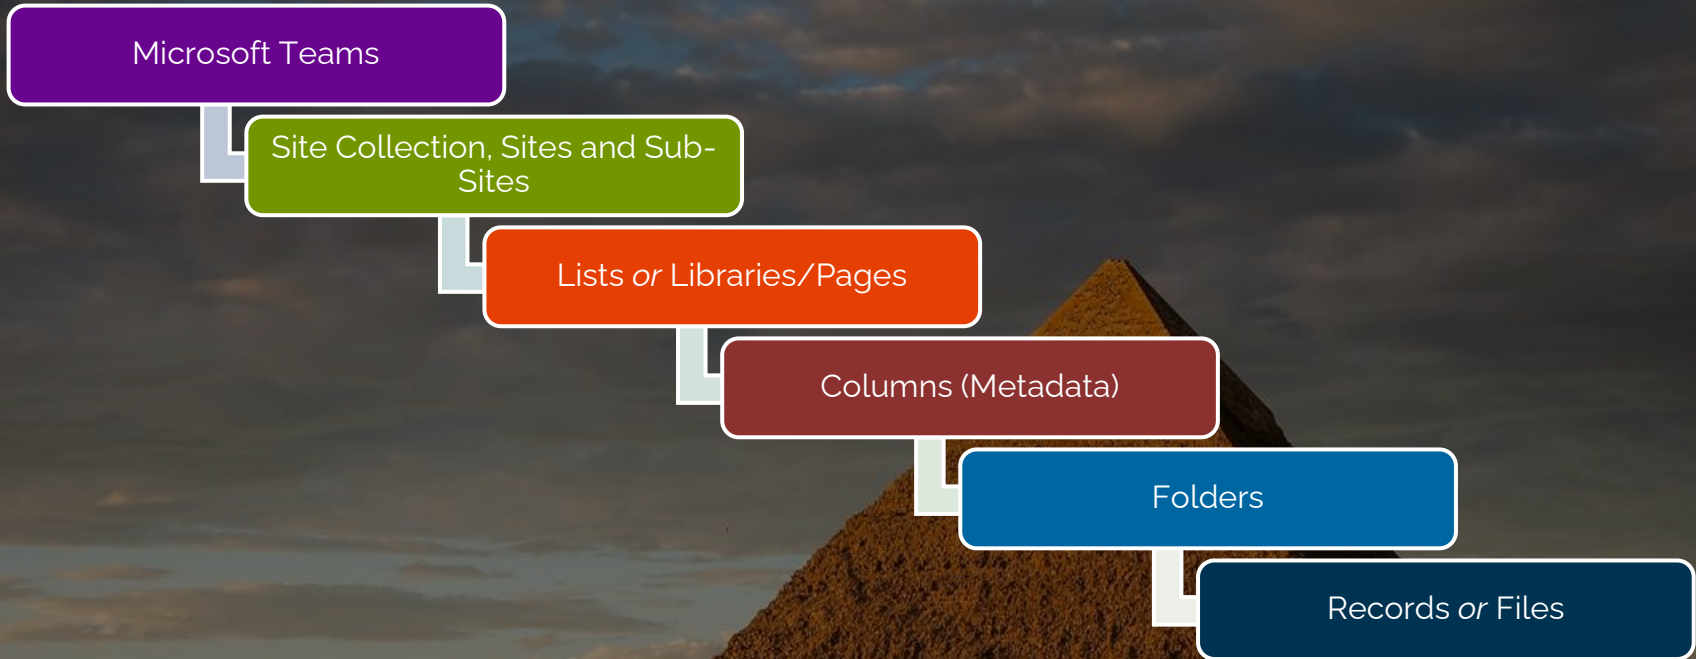 Microsoft Teams
Site Collection, Sites and Sub-
Sites
Lists or Libraries/Pages
Columns (Metadata)
Folders
Records or Files